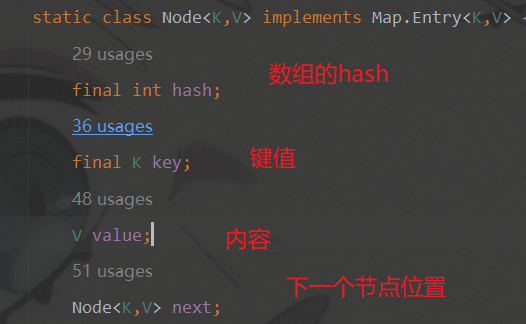 static class Node<K,V> implements Map.Entry<K,V> {
29 usages
数组的hash
final int hash;
36 usages
键值
final K key;
48 usages
V value;
内容
51 usages
下一个节点位置
Node<K,V> next;